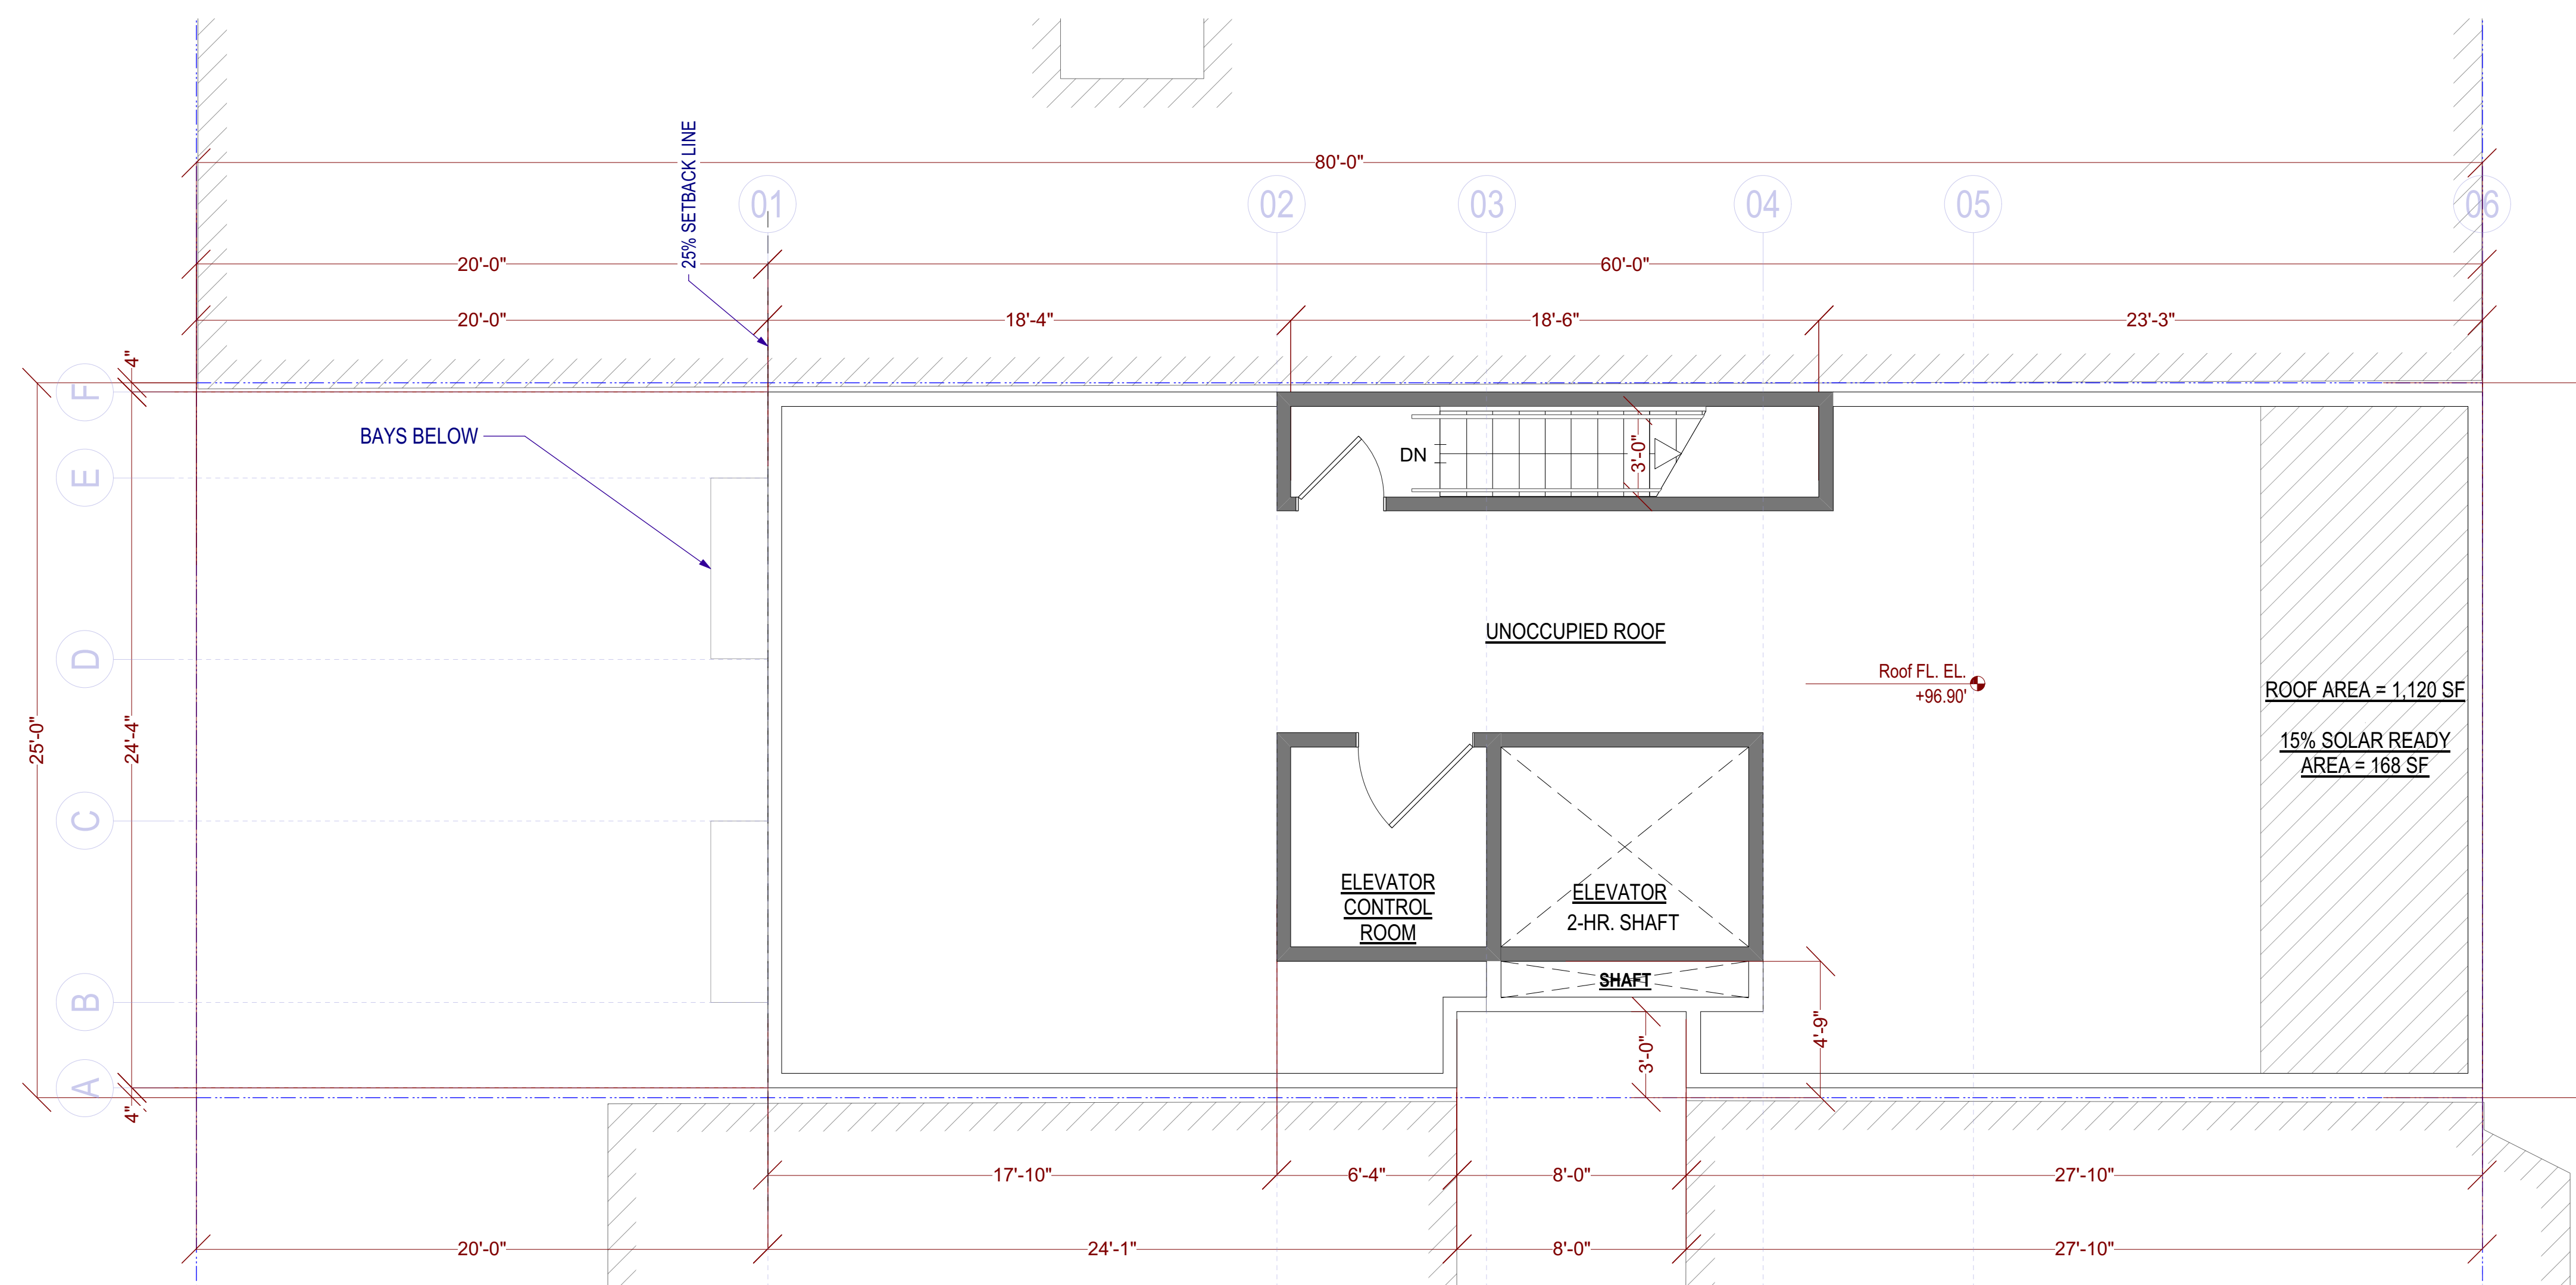 25% SETBACK LINE
80'-0"
01
02
03
04
05
06
20'-0"
60'-0"
20'-0"
18'-4"
18'-6"
23'-3"
4"
F
BAYS BELOW
DN
3'-0"
E
UNOCCUPIED ROOF
D
Roof FL. EL.
+96.90'
ROOF AREA = 1,120 SF
15% SOLAR READY
AREA = 168 SF
25'-0"
24'-4"
C
ELEVATOR
CONTROL
ROOM
ELEVATOR
2-HR. SHAFT
SHAFT
B
3'-0"
4'-9"
A
4"
17'-10"
6'-4"
8'-0"
27'-10"
20'-0"
24'-1"
8'-0"
27'-10"